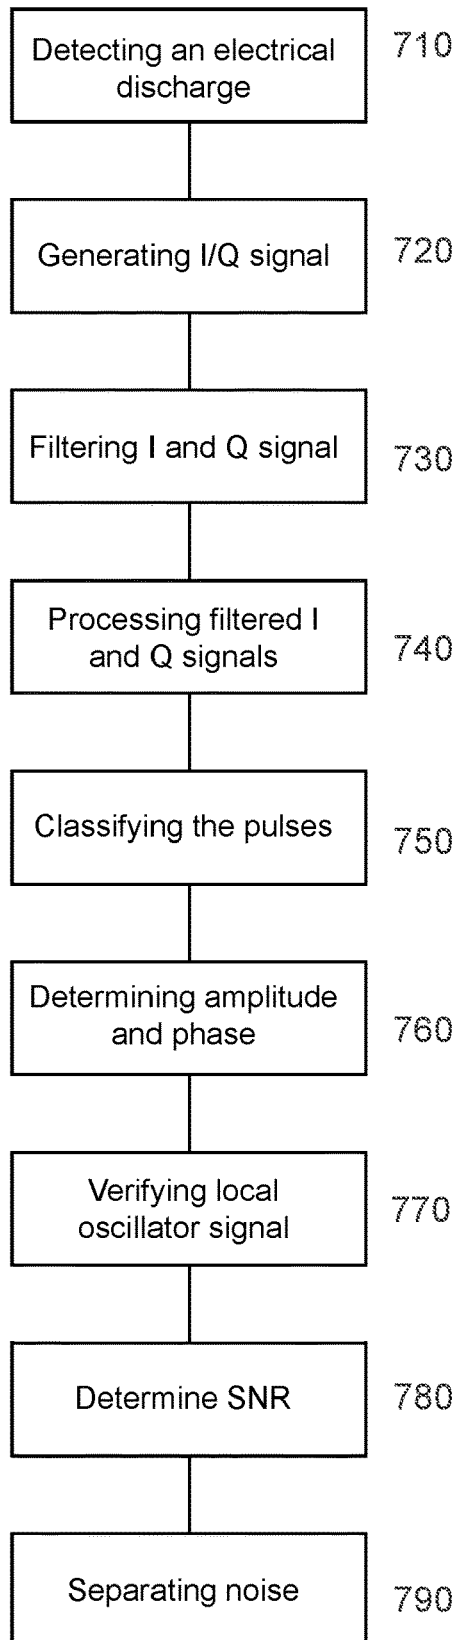 Detecting an electrical
discharge
710
Generating I/Q signal
720
Filtering I and Q signal
730
Processing filtered I
and Q signals
740
Classifying the pulses
750
Determining amplitude
and phase
760
Verifying local
oscillator signal
770
Determine SNR
780
Separating noise
790